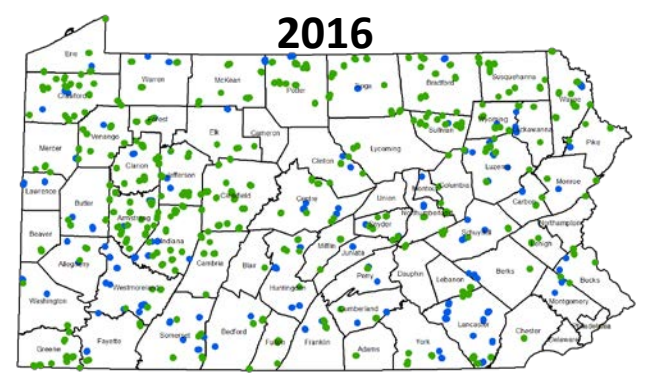 2016
Erie
Warren
McKean
Potter
Tioga
Bradford
Susquehanna
Wayne
Crawford
Forest
Elk
Cameron
Venango
Mercer
Clarion
Jefferson
Clinton
Lycoming
Sullivan
Wyoming
Lackawanna
Pike
Luzerne
Lawrence
Butler
Clearfield
Centre
Union
Montour
Columbia
Monroe
Carbon
Armstrong
Northumberland
Snyder
Northampton
Beaver
Indiana
Schuylkill
Lehigh
Allegheny
Cambria
Blair
Mifflin
Juniata
Perry
Dauphin
Lebanon
Berks
Bucks
Washington
Westmoreland
Huntingdon
Montgomery
Cumberland
Lancaster
Philadelphia
Greene
Fayette
Somerset
Bedford
Fulton
Franklin
Adams
York
Chester
Delaware